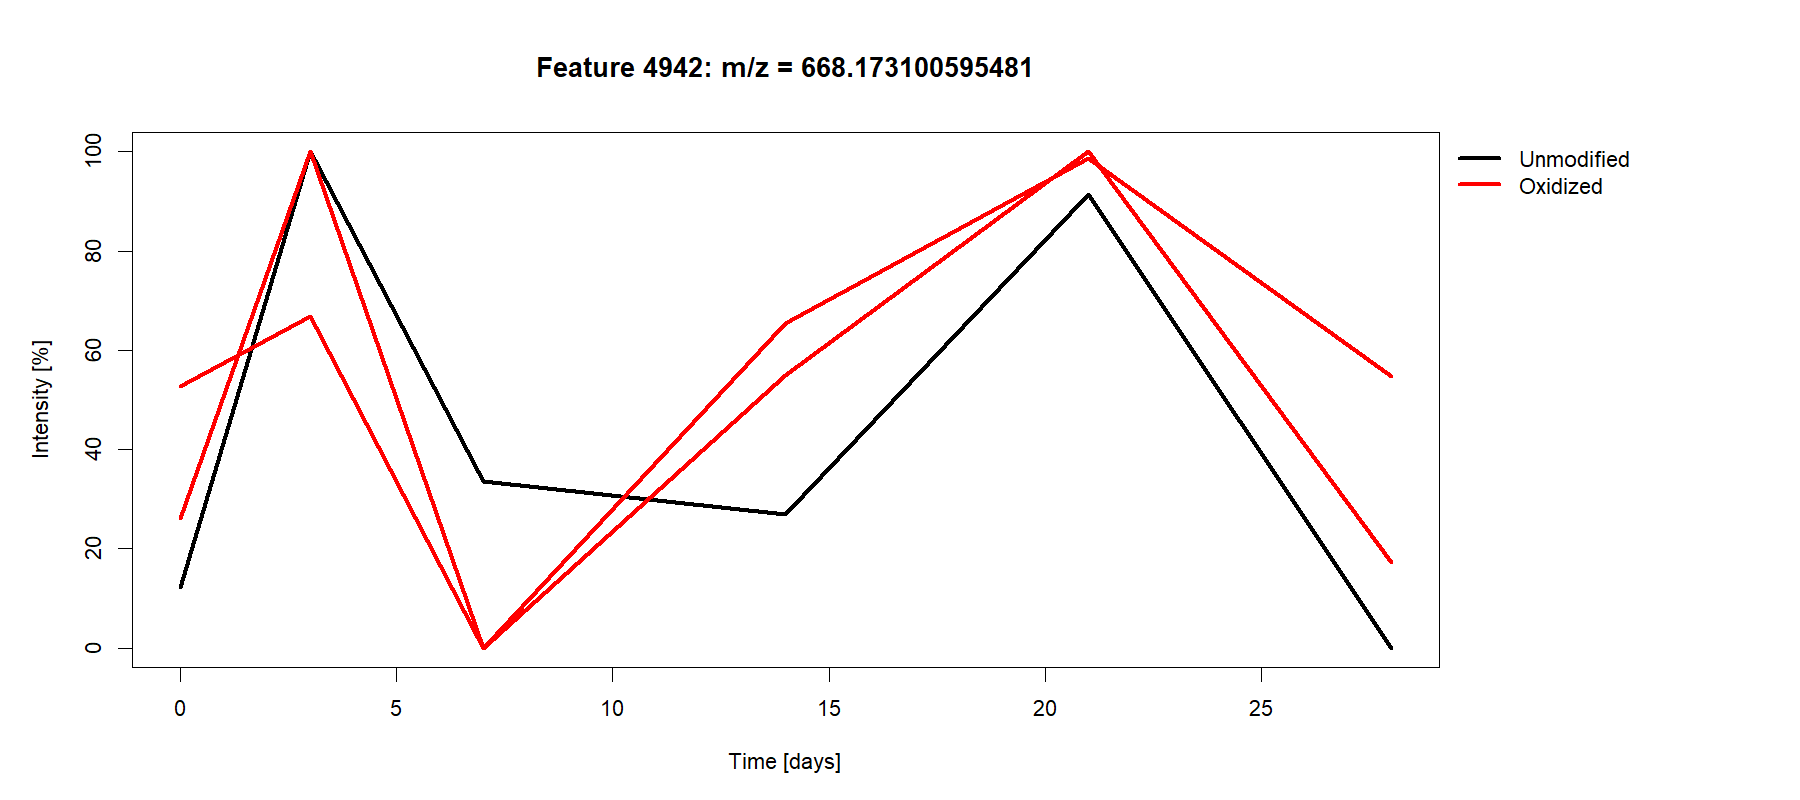 Feature 4942: m/z = 668.173100595481
Unmodified
Oxidized
Intensity [%]
100
80
60
40
20
0
0 5 10 15 20 25
Time [days]